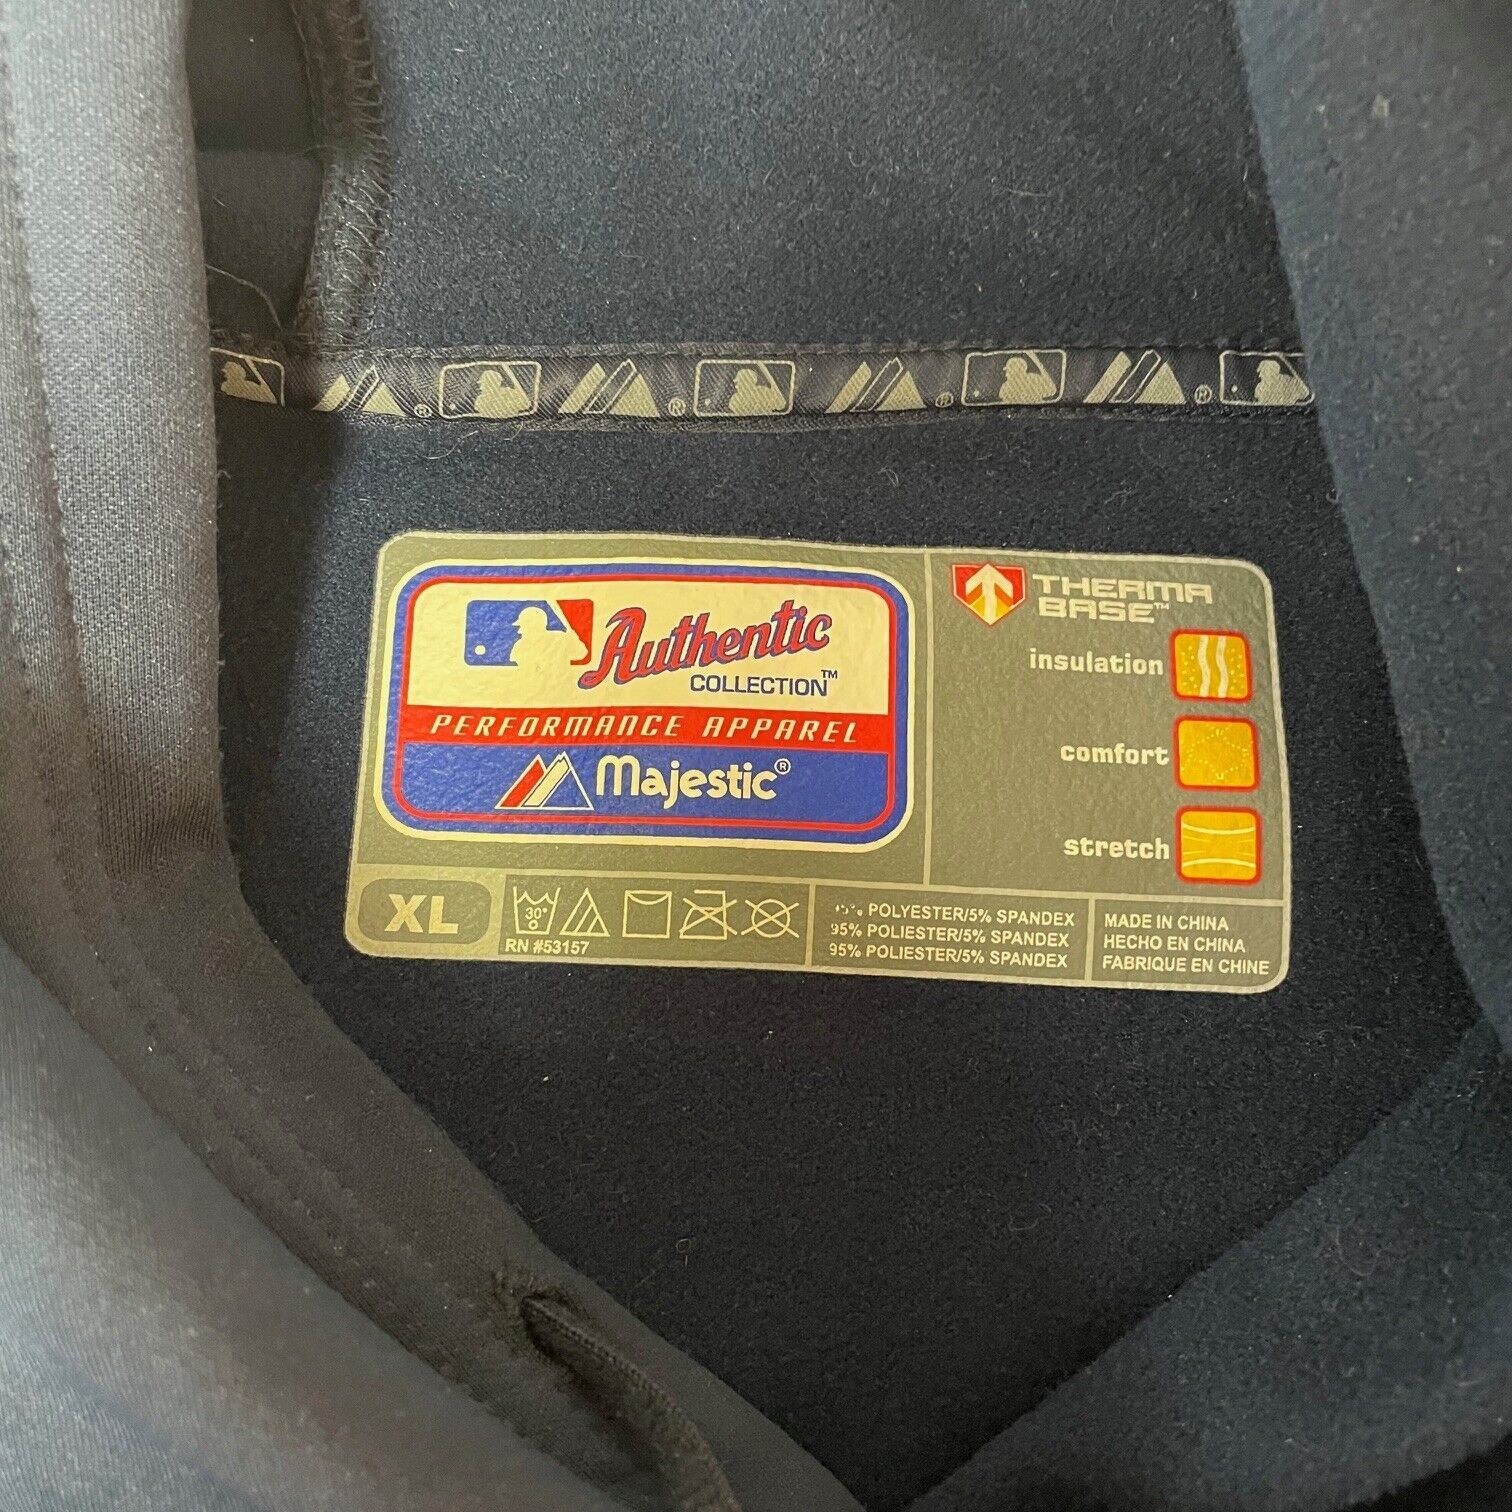 Authentic
COLLECTION™
PERFORMANCE APPAREL
Majestic®
THERMA
BASE™
insulation
comfort
stretch
XL
30°
RN #53157
POLYESTER/5% SPANDEX
95% POLIESTER/5% SPANDEX
95% POLIESTER/5% SPANDEX
MADE IN CHINA
HECHO EN CHINA
FABRIQUE EN CHINE